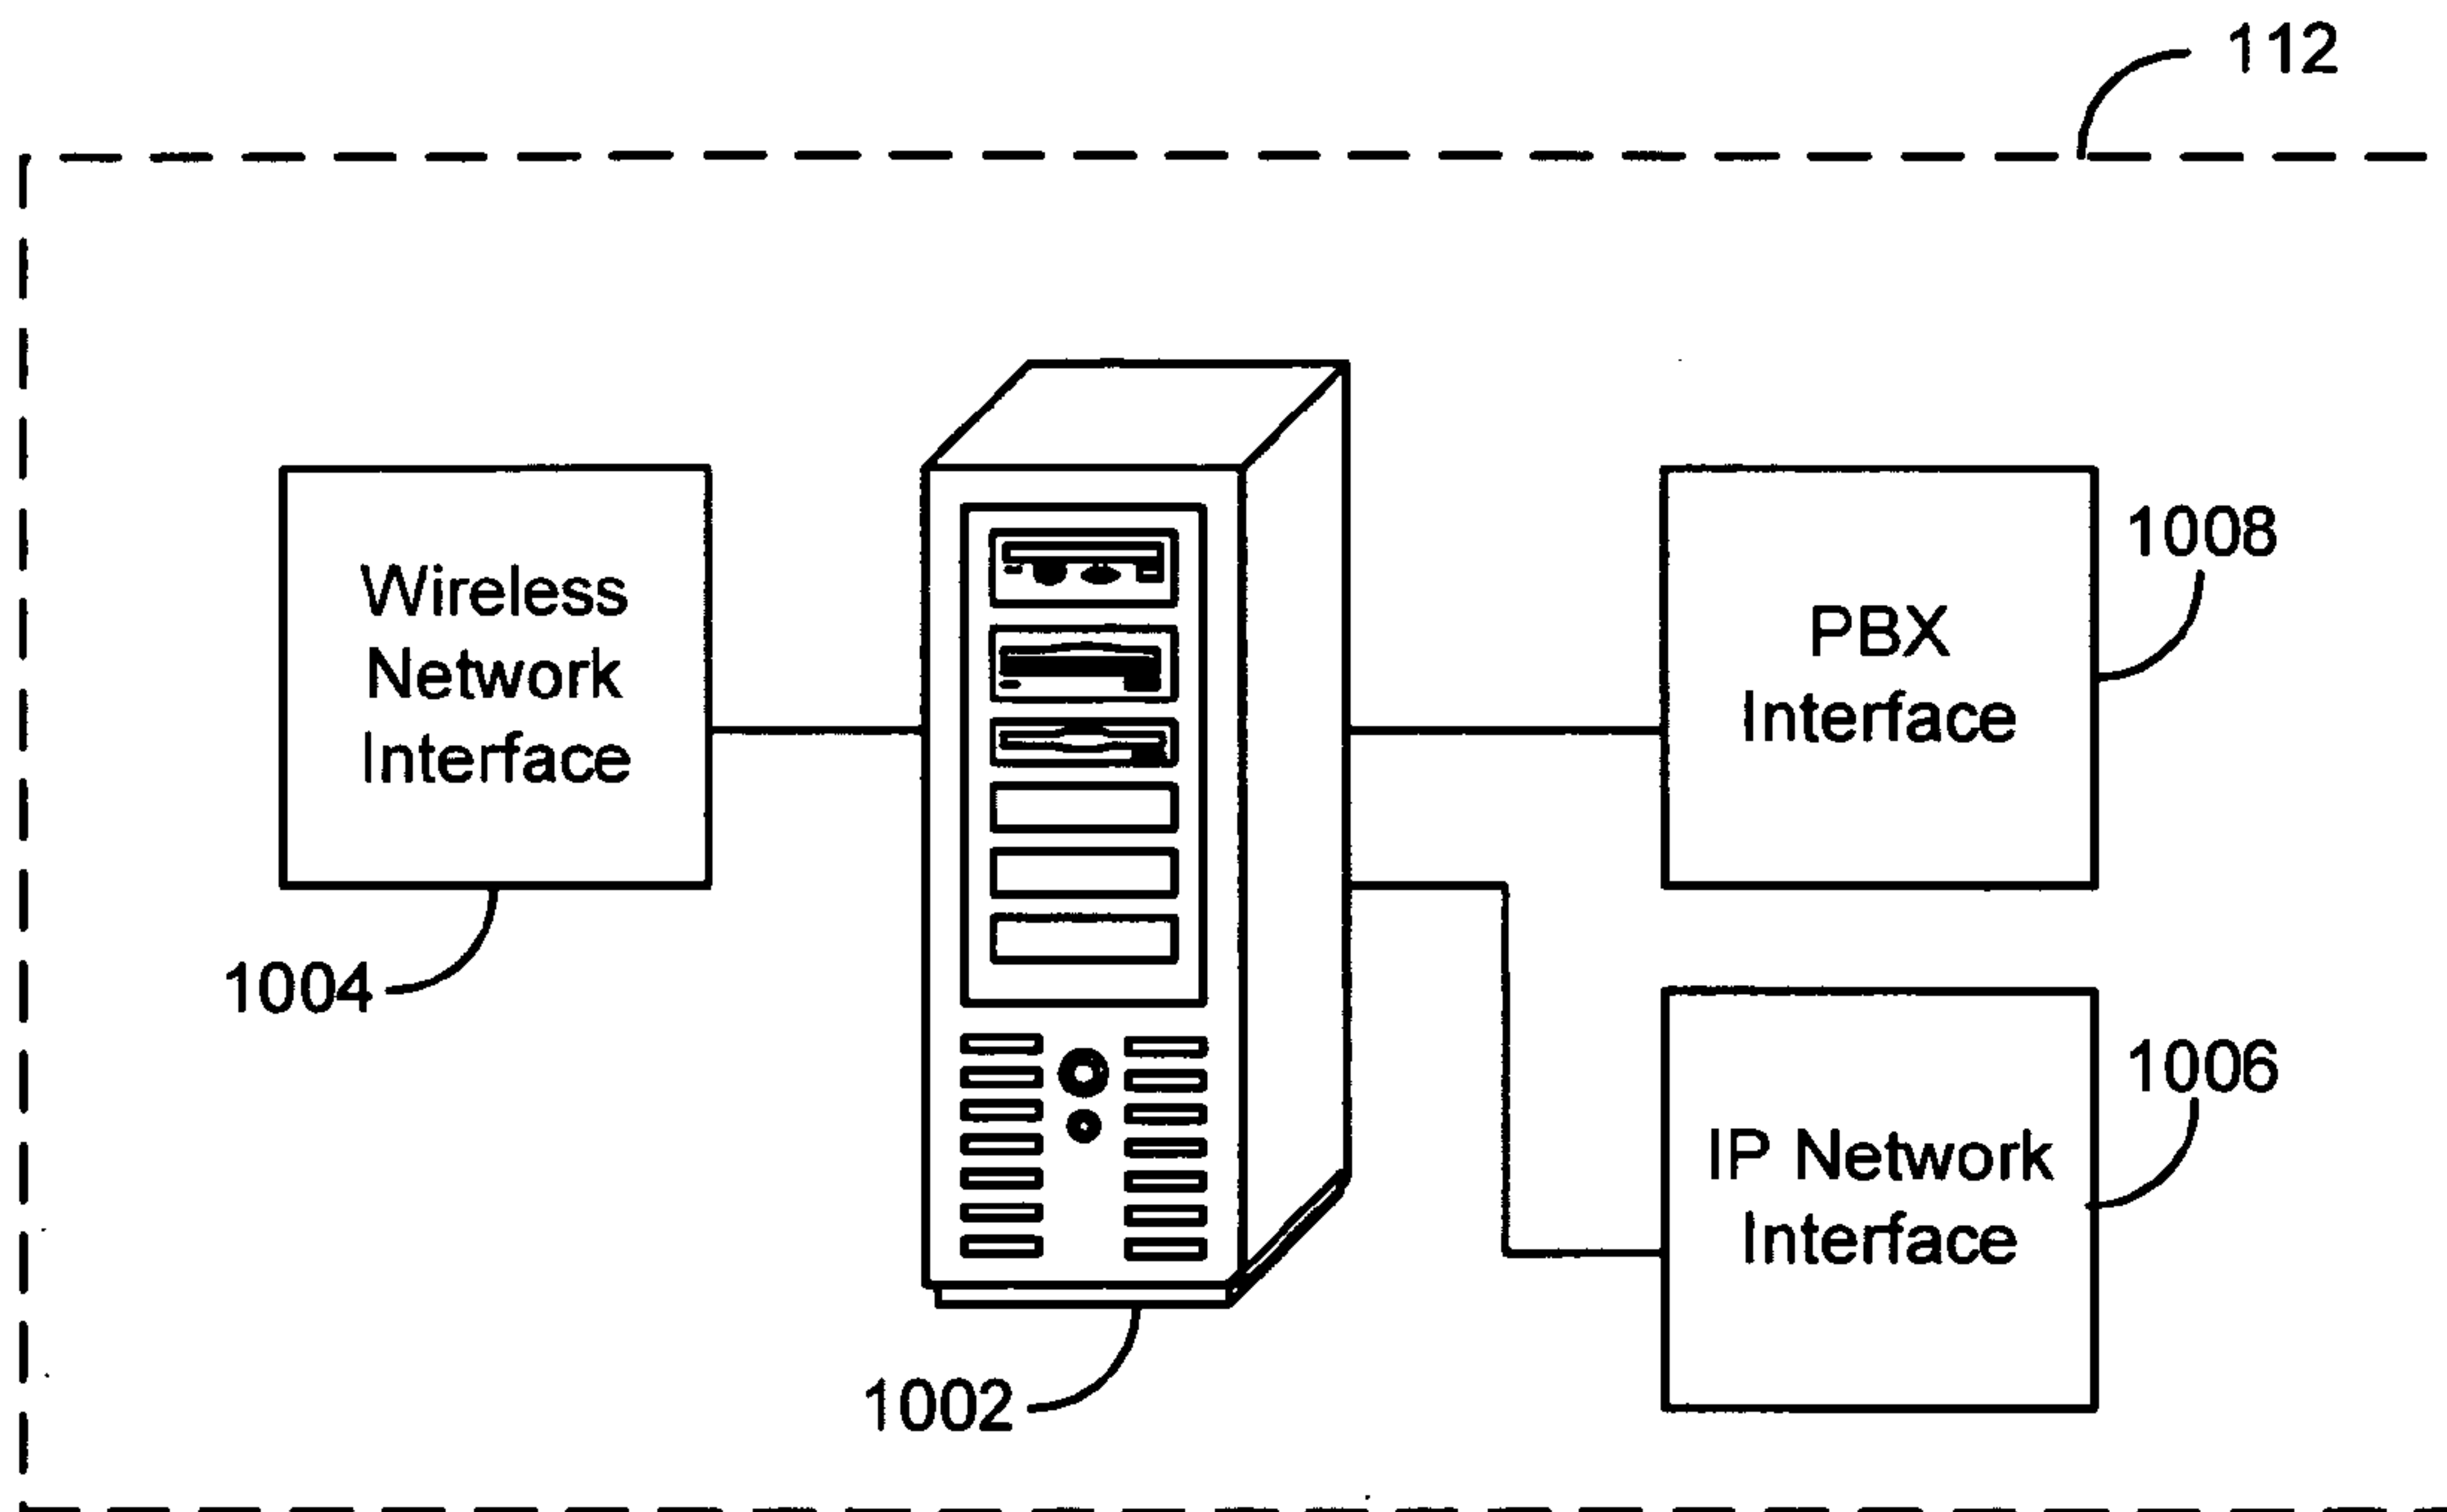 112
Wireless
Network
Interface
1004
1002
PBX
Interface
1008
IP Network
Interface
1006